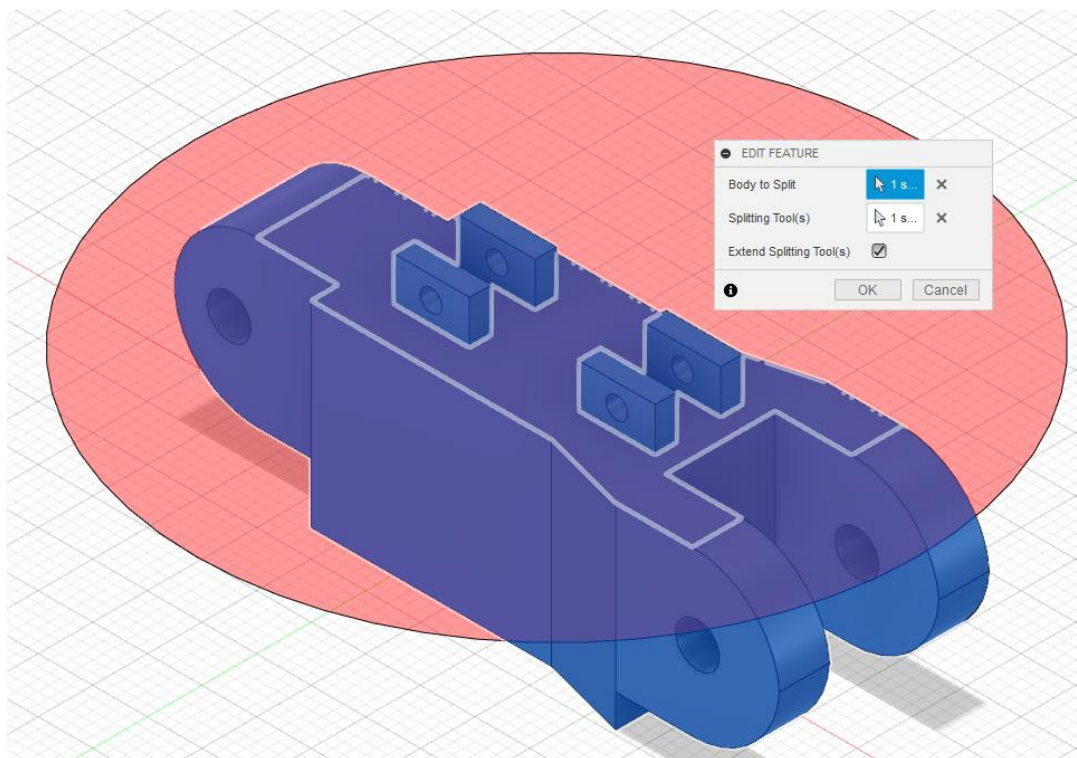 EDIT FEATURE
Body to Split 1 s...
Splitting Tool(s) 1 s...
Extend Splitting Tool(s)
OK Cancel